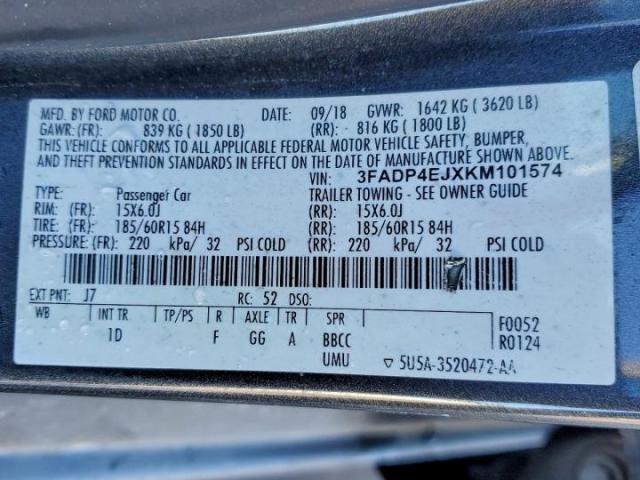 MFD. BY FORD MOTOR CO. DATE: 09/18 GVWR: 1642 KG ( 3620 LB)
GAWR: (FR): 839 KG ( 1850 LB) (RR): 816 KG ( 1800 LB)
THIS VEHICLE CONFORMS TO ALL APPLICABLE FEDERAL MOTOR VEHICLE SAFETY, BUMPER,
AND THEFT PREVENTION STANDARDS IN EFFECT ON THE DATE OF MANUFACTURE SHOWN ABOVE.
VIN: 3FADP4EJXKM101574
TYPE: Passenger Car TRAILER TOWING - SEE OWNER GUIDE
RIM: (FR): 15X6.0J (RR): 15X6.0J
TIRE: (FR): 185/60R15 84H (RR): 185/60R15 84H
PRESSURE: (FR): 220 kPa/ 32 PSI COLD (RR): 220 kPa/ 32 PSI COLD
EXT PNT: J7 RC: 52 DSO:
WB INT TR TP/PS R AXLE TR SPR F0052
1D F GG A BBCC R0124
UMU ▽ 5U5A-3520472-AA